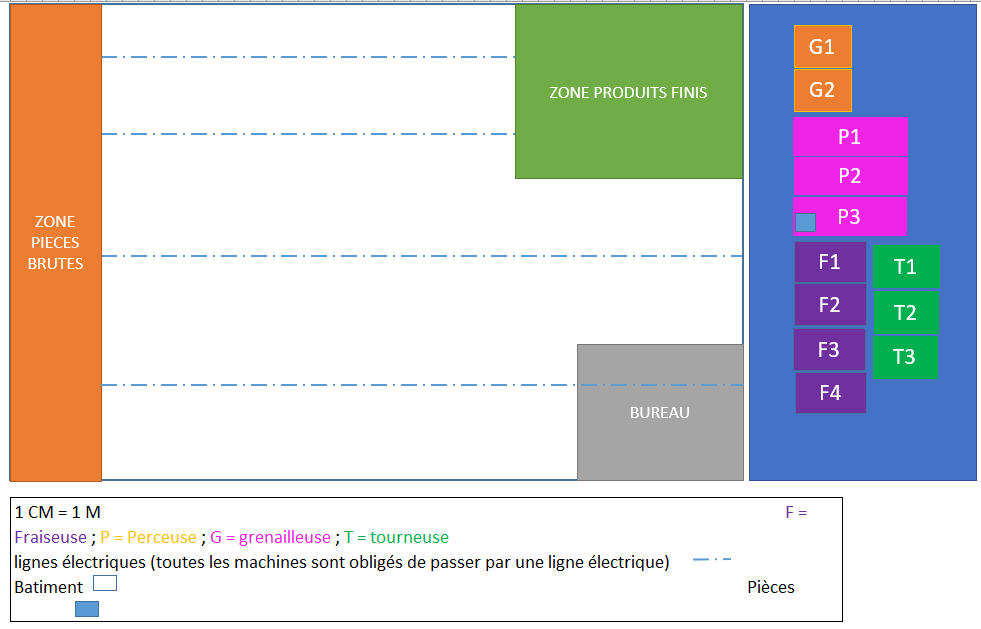 ZONE
PIECES
BRUTES
ZONE PRODUITS FINIS
BUREAU
G1
G2
P1
P2
P3
F1
T1
F2
T2
F3
T3
F4
1 CM = 1 M F =
Fraiseuse ; P = Perceuse ; G = grenailleuse ; T = tourneuse
lignes électriques (toutes les machines sont obligés de passer par une ligne électrique)
Batiment Pièces